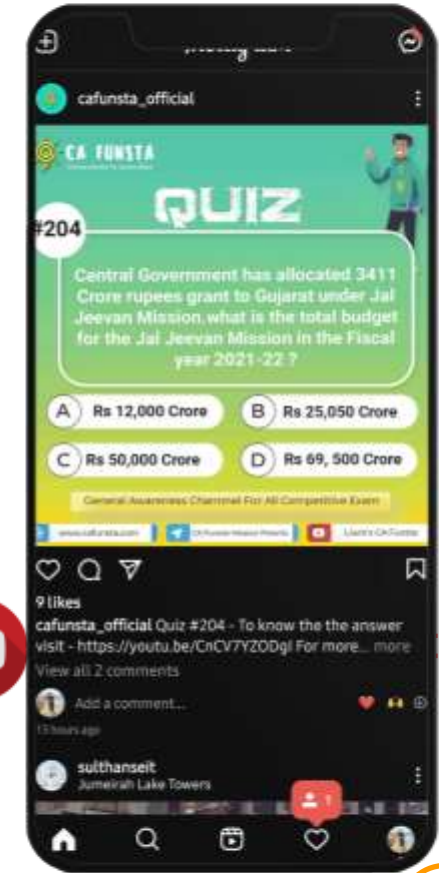 cafunsta_official
CA FUNSTA
QUIZ
#204
Central Government has allocated 3411
Crore rupees grant to Gujarat under Jal
Jeevan Mission.what is the total budget
for the Jal Jeevan Mission in the Fiscal
year 2021-22 ?
A Rs 12,000 Crore
B Rs 25,050 Crore
C Rs 50,000 Crore
D Rs 69, 500 Crore
General Awareness Channel For All Competitive Exam
www.cafunsta.com
9 likes
cafunsta_official Quiz #204 - To know the the answer
visit - https://youtu.be/CnCV7YZODgI For more... more
View all 2 comments
Add a comment...
13 hours ago
sulthanseit
Jumeirah Lake Towers
1